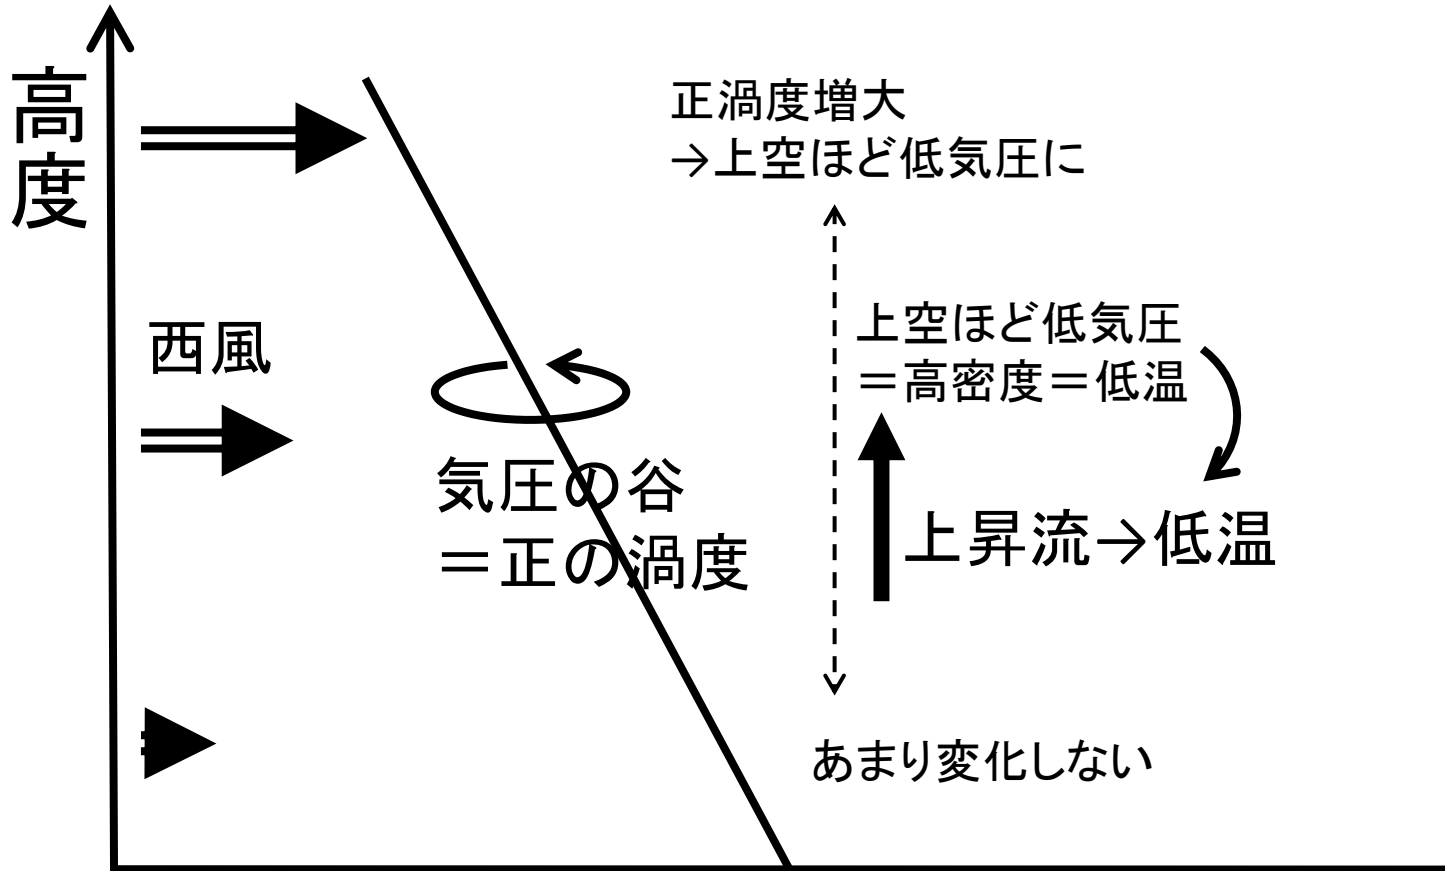 高度
正渦度増大
→上空ほど低気圧に
西風
上空ほど低気圧
＝高密度＝低温
気圧の谷
＝正の渦度
上昇流→低温
あまり変化しない